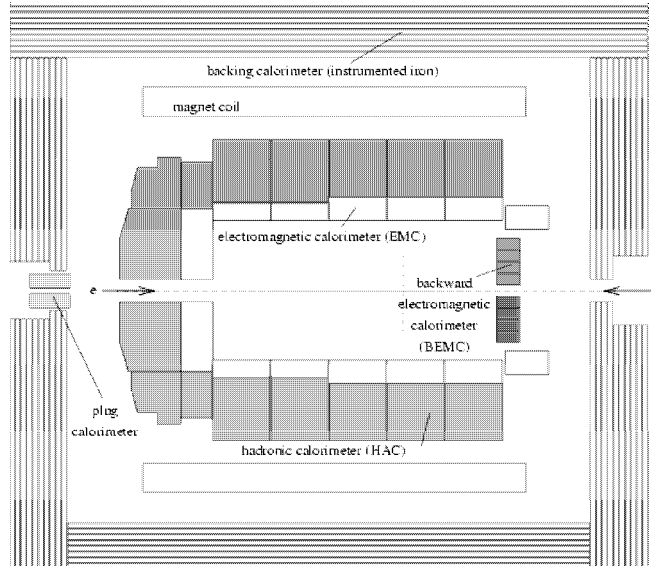 backing calorimeter (instrumented iron)
magnet coil
electromagnetic calorimeter (EMC)
e
backward
electromagnetic
calorimeter
(BEMC)
plug
calorimeter
hadronic calorimeter (HAC)